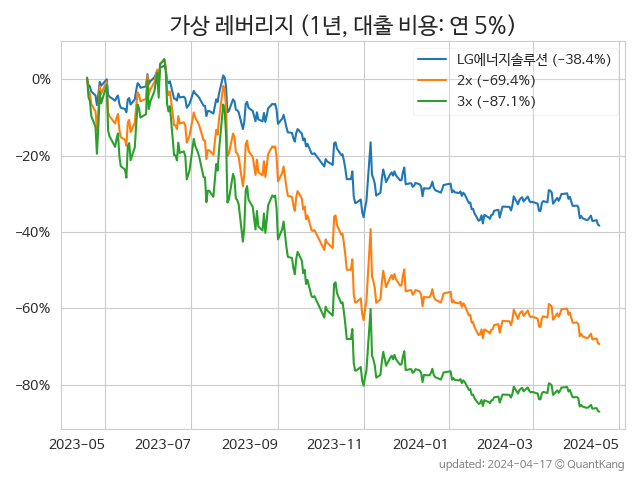 가상 레버리지 (1년, 대출 비용: 연 5%)
LG에너지솔루션 (−38.4%)
2x (−69.4%)
3x (−87.1%)
0%
−20%
−40%
−60%
−80%
2023-05 2023-07 2023-09 2023-11 2024-01 2024-03 2024-05
updated: 2024-04-17 © QuantKang